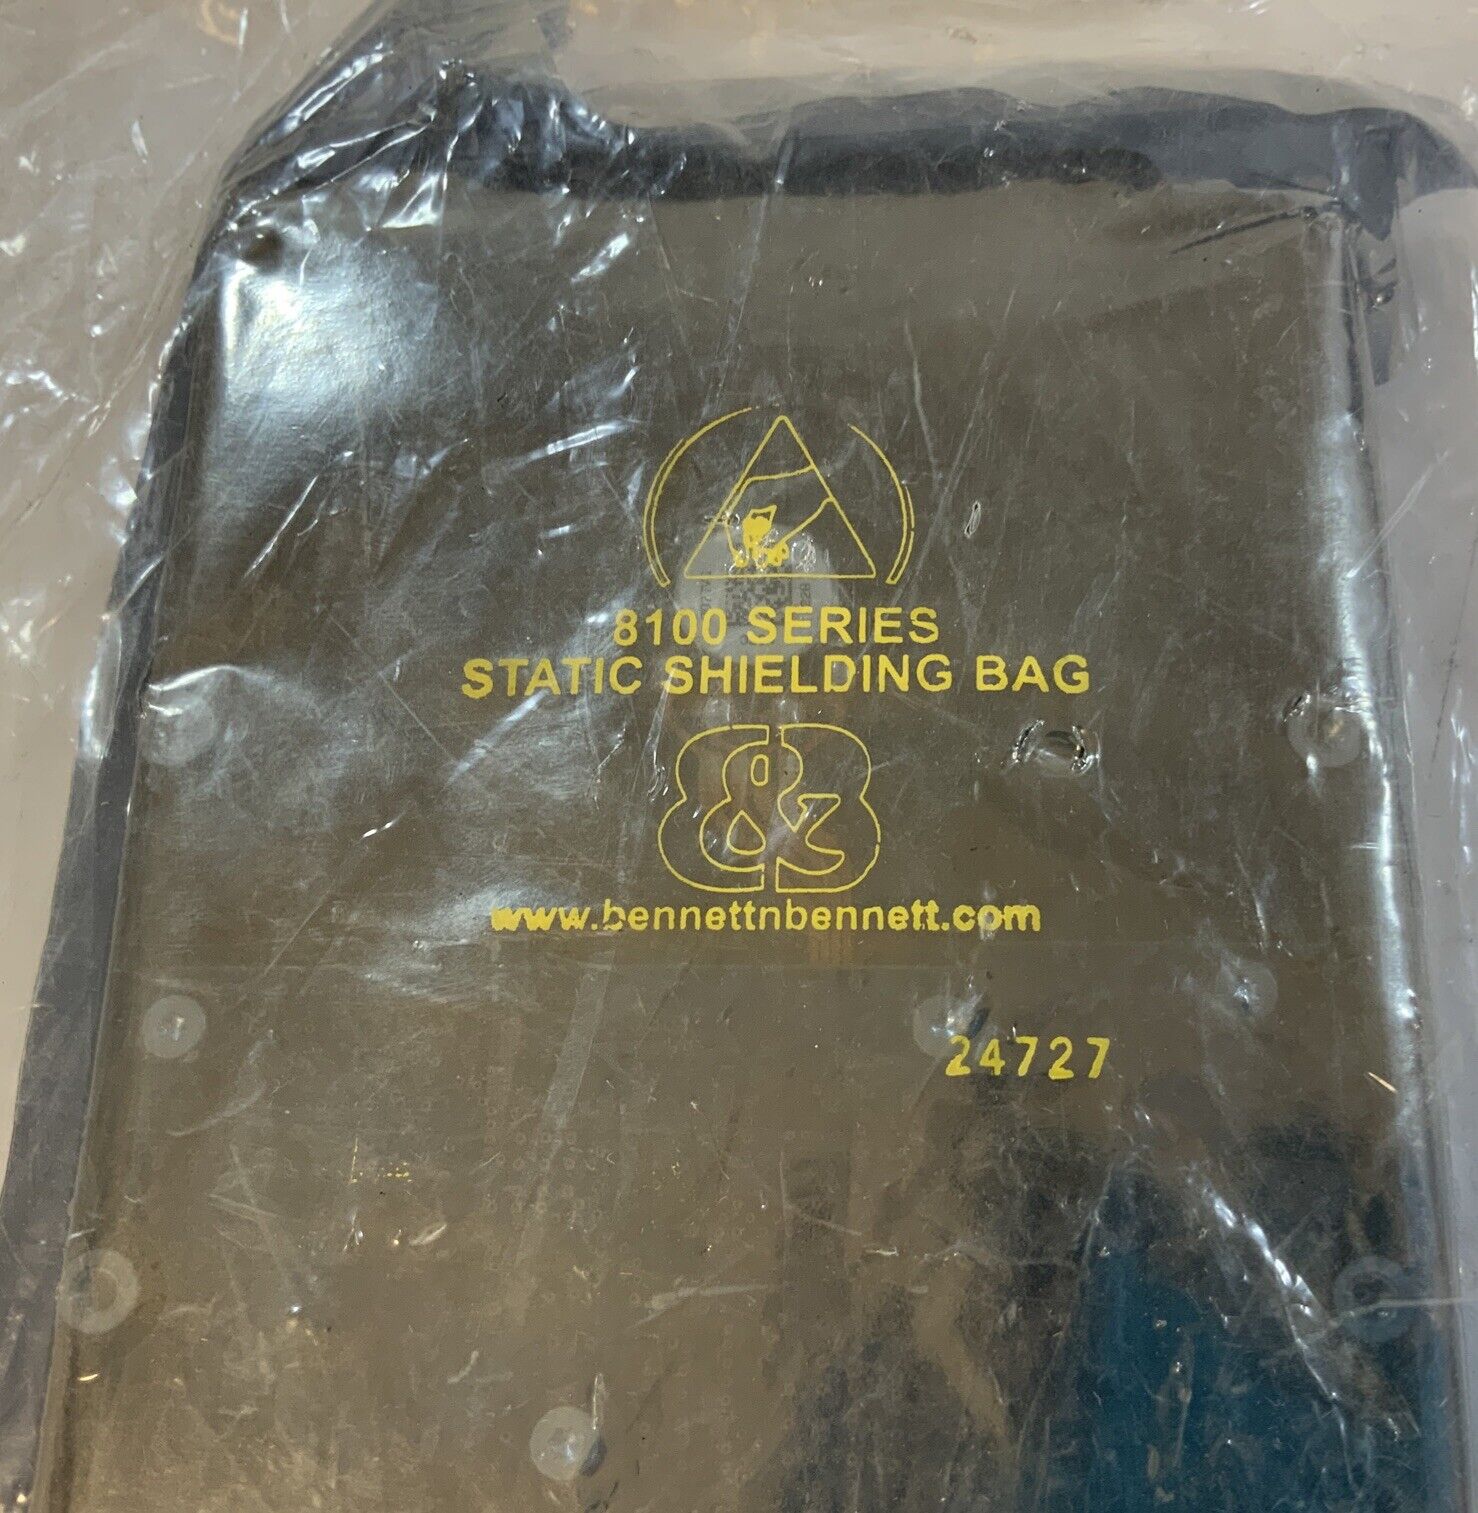 8100 SERIES
STATIC SHIELDING BAG
B&B
www.bennettnbennett.com
24727